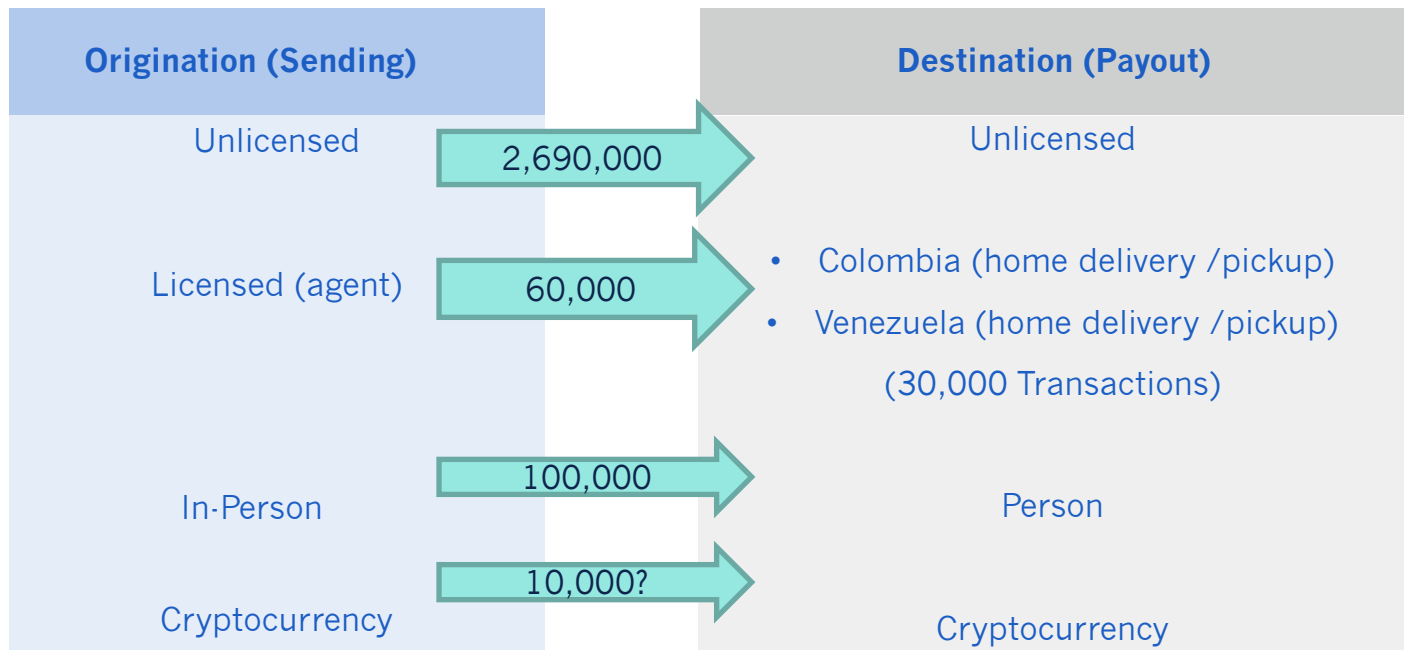 Origination (Sending)
Destination (Payout)
Unlicensed
2,690,000
Unlicensed
Licensed (agent)
60,000
• Colombia (home delivery /pickup)
• Venezuela (home delivery /pickup)
(30,000 Transactions)
In-Person
100,000
Person
Cryptocurrency
10,000?
Cryptocurrency